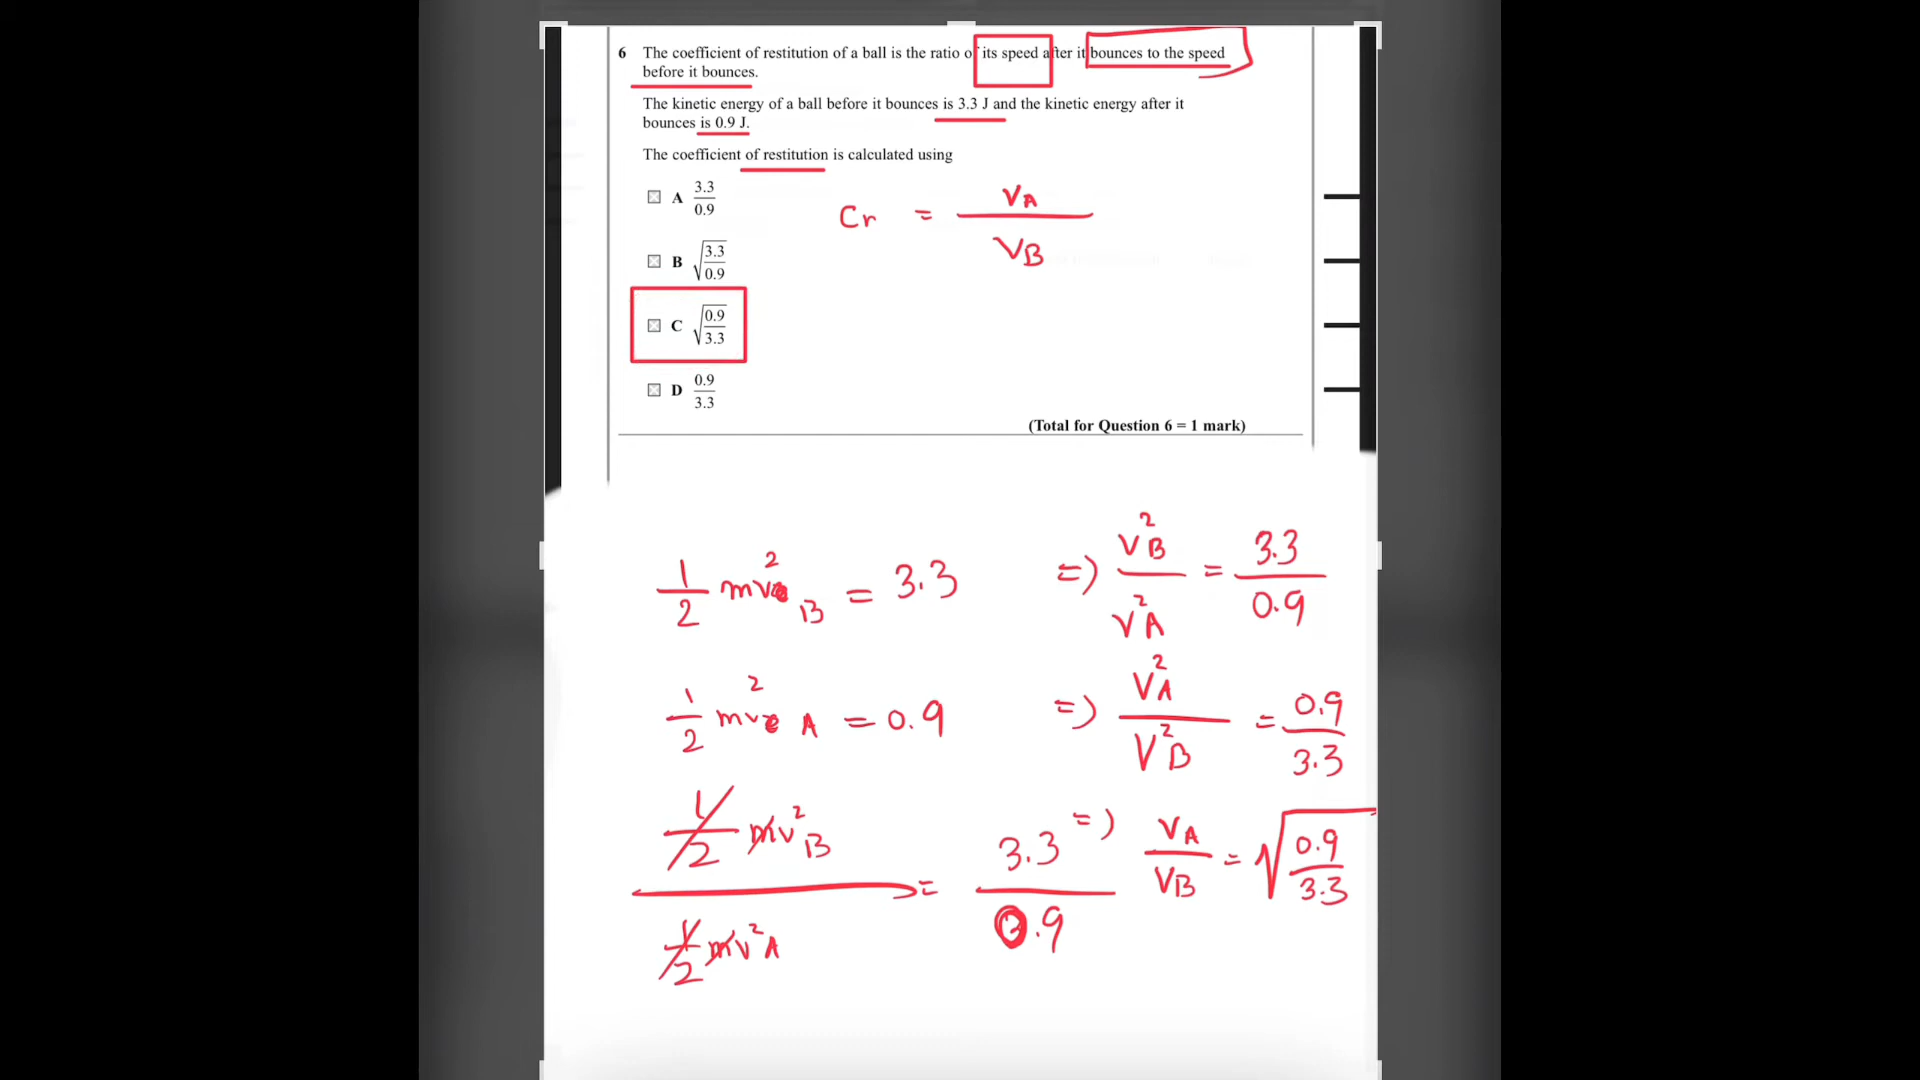 6 The coefficient of restitution of a ball is the ratio of its speed after it bounces to the speed
before it bounces.
The kinetic energy of a ball before it bounces is 3.3 J and the kinetic energy after it
bounces is 0.9 J.
The coefficient of restitution is calculated using
A 3.3/0.9
B √(3.3/0.9)
C √(0.9/3.3)
D 0.9/3.3
Cr = VA/VB
(Total for Question 6 = 1 mark)
1/2 mv²B = 3.3
=) V²B/V²A = 3.3/0.9
1/2 mv² A = 0.9
=) V²A/V²B = 0.9/3.3
1/2 mv²B / 1/2 mv²A = 3.3/0.9
=) VA/VB = √(0.9/3.3)